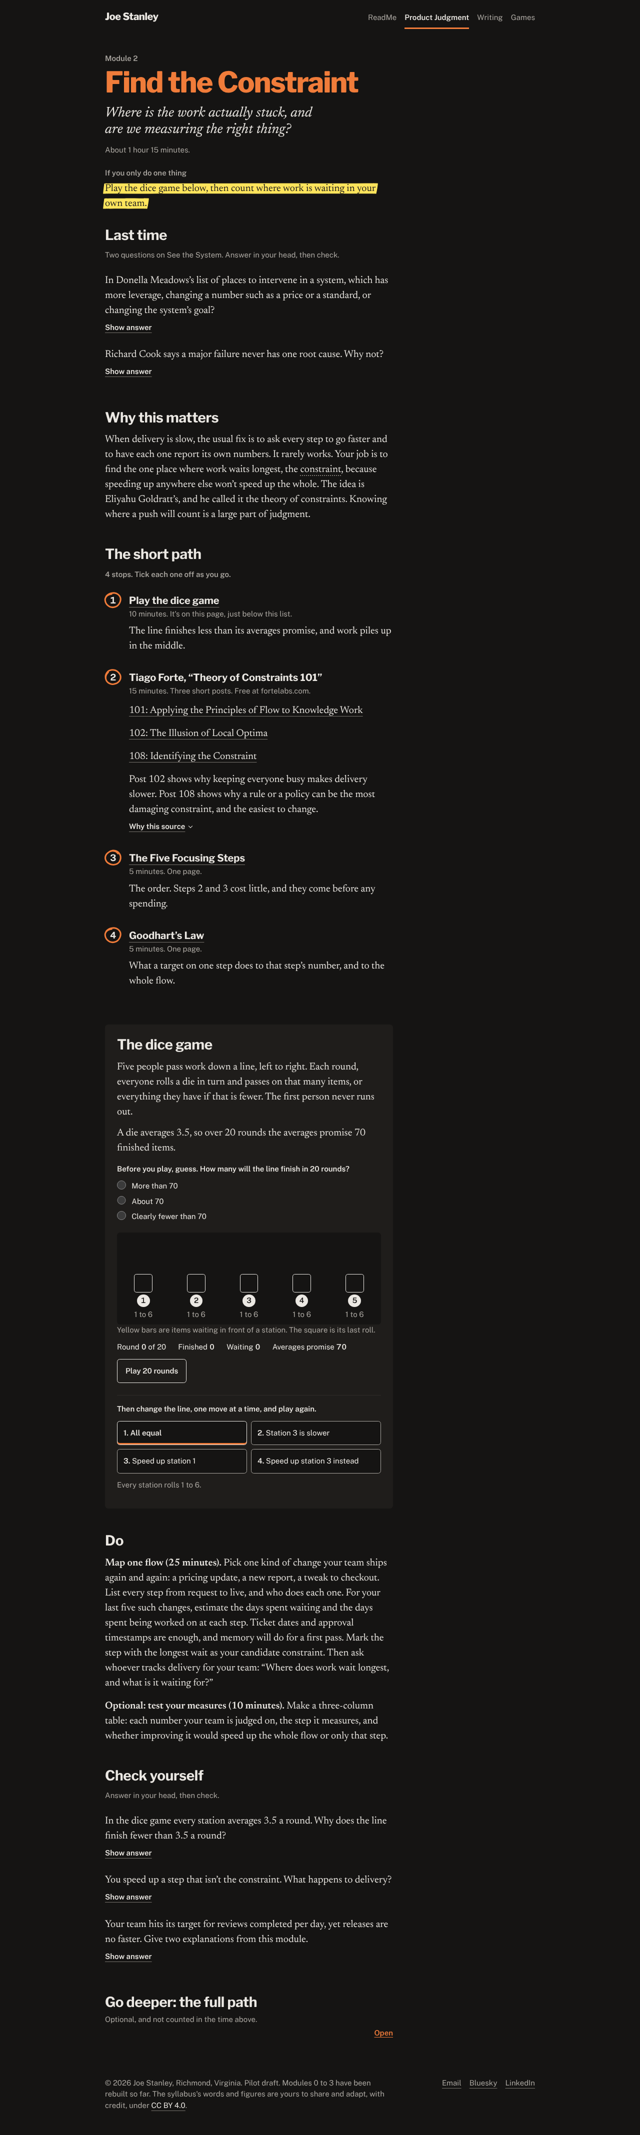 Joe Stanley
ReadMe Product Judgment Writing Games
Module 2
Find the Constraint
Where is the work actually stuck, and
are we measuring the right thing?
About 1 hour 15 minutes.
If you only do one thing
Play the dice game below, then count where work is waiting in your
own team.
Last time
Two questions on See the System. Answer in your head, then check.
In Donella Meadows’s list of places to intervene in a system, which has
more leverage, changing a number such as a price or a standard, or
changing the system’s goal?
Show answer
Richard Cook says a major failure never has one root cause. Why not?
Show answer
Why this matters
When delivery is slow, the usual fix is to ask every step to go faster and
to have each one report its own numbers. It rarely works. Your job is to
find the one place where work waits longest, the constraint, because
speeding up anywhere else won’t speed up the whole. The idea is
Eliyahu Goldratt’s, and he called it the theory of constraints. Knowing
where a push will count is a large part of judgment.
The short path
4 stops. Tick each one off as you go.
1 Play the dice game
10 minutes. It’s on this page, just below this list.
The line finishes less than its averages promise, and work piles up
in the middle.
2 Tiago Forte, “Theory of Constraints 101”
15 minutes. Three short posts. Free at fortelabs.com.
101: Applying the Principles of Flow to Knowledge Work
102: The Illusion of Local Optima
108: Identifying the Constraint
Post 102 shows why keeping everyone busy makes delivery
slower. Post 108 shows why a rule or a policy can be the most
damaging constraint, and the easiest to change.
Why this source
3 The Five Focusing Steps
5 minutes. One page.
The order. Steps 2 and 3 cost little, and they come before any
spending.
4 Goodhart’s Law
5 minutes. One page.
What a target on one step does to that step’s number, and to the
whole flow.
The dice game
Five people pass work down a line, left to right. Each round,
everyone rolls a die in turn and passes on that many items, or
everything they have if that is fewer. The first person never runs
out.
A die averages 3.5, so over 20 rounds the averages promise 70
finished items.
Before you play, guess. How many will the line finish in 20 rounds?
More than 70
About 70
Clearly fewer than 70
1 2 3 4 5
1 to 6 1 to 6 1 to 6 1 to 6 1 to 6
Yellow bars are items waiting in front of a station. The square is its last roll.
Round 0 of 20 Finished 0 Waiting 0 Averages promise 70
Play 20 rounds
Then change the line, one move at a time, and play again.
1. All equal 2. Station 3 is slower
3. Speed up station 1 4. Speed up station 3 instead
Every station rolls 1 to 6.
Do
Map one flow (25 minutes). Pick one kind of change your team ships
again and again: a pricing update, a new report, a tweak to checkout.
List every step from request to live, and who does each one. For your
last five such changes, estimate the days spent waiting and the days
spent being worked on at each step. Ticket dates and approval
timestamps are enough, and memory will do for a first pass. Mark the
step with the longest wait as your candidate constraint. Then ask
whoever tracks delivery for your team: “Where does work wait longest,
and what is it waiting for?”
Optional: test your measures (10 minutes). Make a three-column
table: each number your team is judged on, the step it measures, and
whether improving it would speed up the whole flow or only that step.
Check yourself
Answer in your head, then check.
In the dice game every station averages 3.5 a round. Why does the line
finish fewer than 3.5 a round?
Show answer
You speed up a step that isn’t the constraint. What happens to delivery?
Show answer
Your team hits its target for reviews completed per day, yet releases are
no faster. Give two explanations from this module.
Show answer
Go deeper: the full path
Optional, and not counted in the time above.
Open
© 2026 Joe Stanley, Richmond, Virginia. Pilot draft. Modules 0 to 3 have been
rebuilt so far. The syllabus’s words and figures are yours to share and adapt, with
credit, under CC BY 4.0.
Email Bluesky LinkedIn